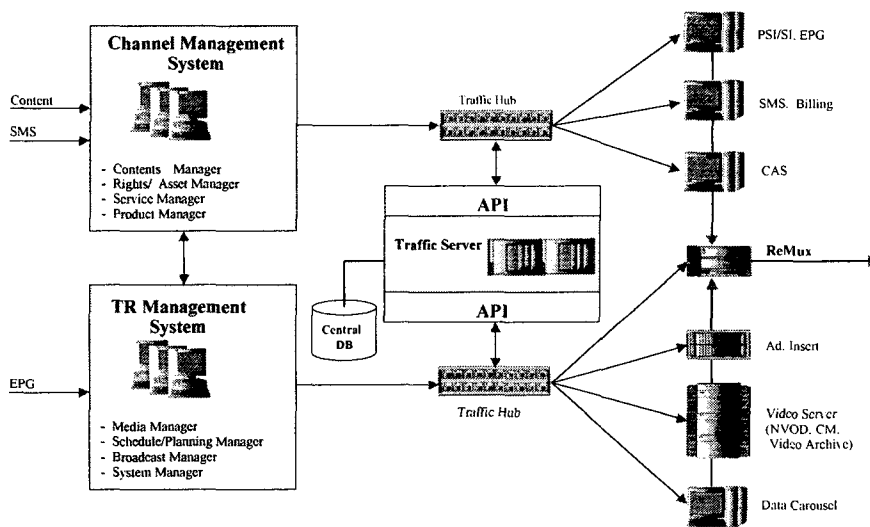 Channel Management
System
Content
SMS
- Contents Manager
- Rights/ Asset Manager
- Service Manager
- Product Manager
TR Management
System
EPG
- Media Manager
- Schedule/Planning Manager
- Broadcast Manager
- System Manager
Traffic Hub
API
Traffic Server
API
Central
DB
Traffic Hub
PSI/SI. EPG
SMS. Billing
CAS
ReMux
Ad. Insert
Video Server
(NVOD. CM.
Video Archive)
Data Carousel